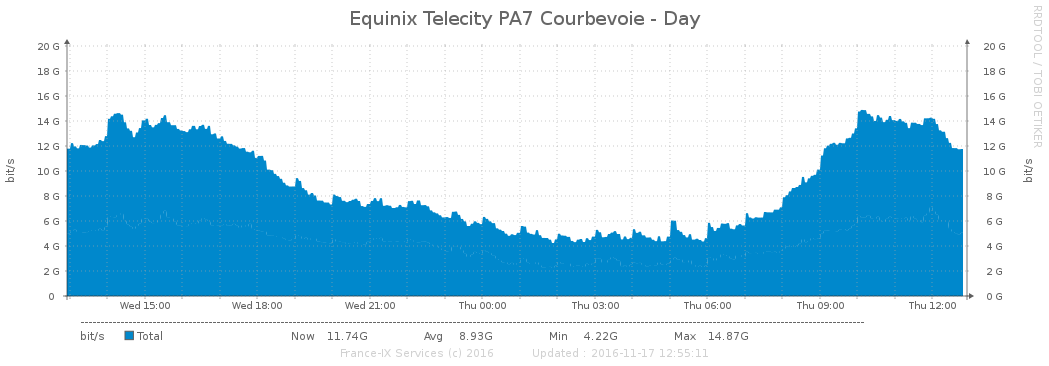 Equinix Telecity PA7 Courbevoie - Day
RRDTOOL / TOBI OETIKER
bit/s
20 G
18 G
16 G
14 G
12 G
10 G
8 G
6 G
4 G
2 G
0
20 G
18 G
16 G
14 G
12 G
10 G
8 G
6 G
4 G
2 G
0 G
bit/s
Wed 15:00 Wed 18:00 Wed 21:00 Thu 00:00 Thu 03:00 Thu 06:00 Thu 09:00 Thu 12:00
bit/s Total Now 11.74G Avg 8.93G Min 4.22G Max 14.87G
France-IX Services (c) 2016 Updated : 2016-11-17 12:55:11